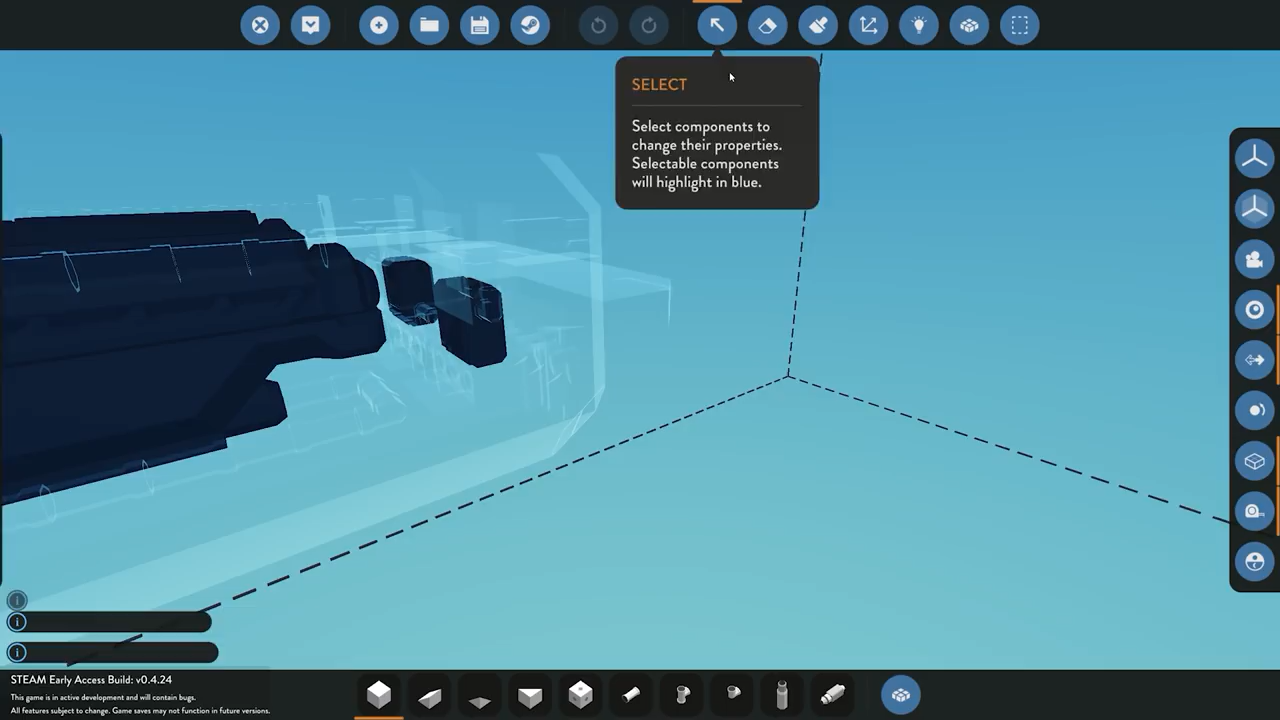 SELECT
Select components to
change their properties.
Selectable components
will highlight in blue.
STEAM Early Access Build: v0.4.24
This game is in active development and will contain bugs.
All features subject to change. Game saves may not function in future versions.